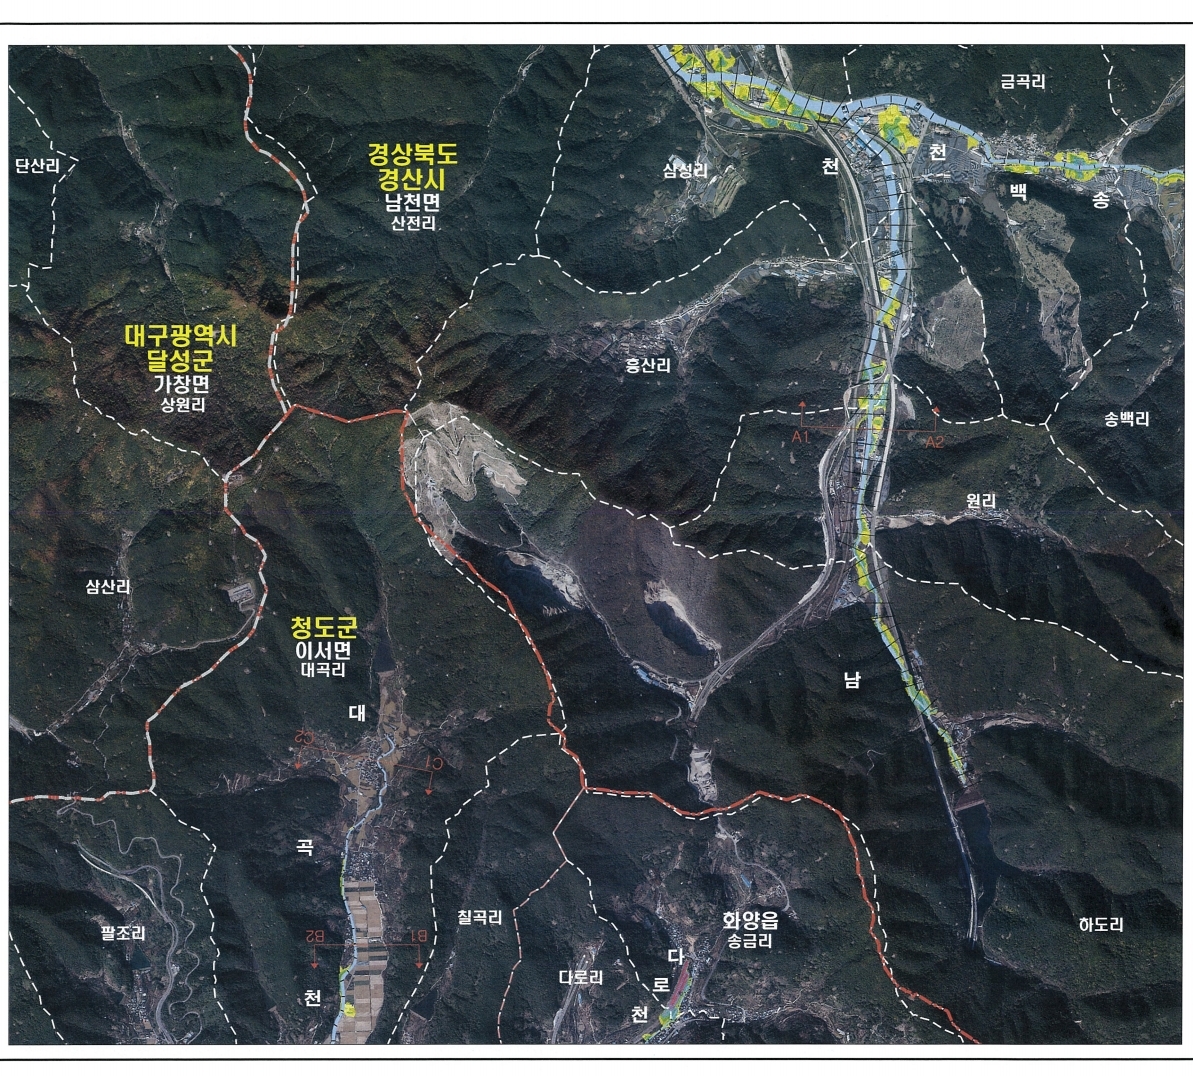 금곡리
단산리
경상북도
경산시
남천면
산전리
삼성리
천
천
백
송
대구광역시
달성군
가창면
상원리
흥산리
송백리
A1
A2
원리
삼산리
청도군
이서면
대곡리
남
대
C2
C1
곡
칠곡리
화양읍
송금리
하도리
팔조리
B2
B1
다
다로리
로
천
천